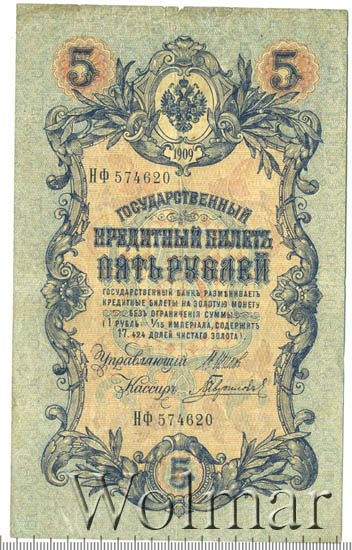 5 5
1909
НФ 574620
ГОСУДАРСТВЕННЫЙ
КРЕДИТНЫЙ БИЛЕТЪ
ПЯТЬ РУБЛЕЙ
ГОСУДАРСТВЕННЫЙ БАНКЪ РАЗМѢНИВАЕТЪ
КРЕДИТНЫЕ БИЛЕТЫ НА ЗОЛОТУЮ МОНЕТУ
БЕЗЪ ОГРАНИЧЕНІЯ СУММЫ
(1 РУБЛЬ = 1/15 ИМПЕРІАЛА, СОДЕРЖИТЪ
17,424 ДОЛЕЙ ЧИСТАГО ЗОЛОТА).
Управляющій
Кассиръ
НФ 574620
5
Wolmar